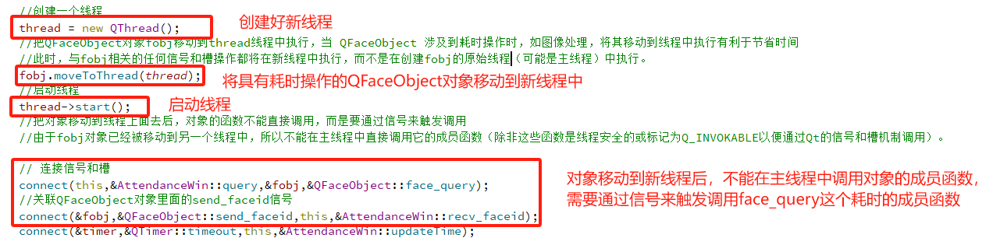 //创建一个线程
thread = new QThread();
创建好新线程
//把QFaceObject对象fobj移动到thread线程中执行，当 QFaceObject 涉及到耗时操作时，如图像处理，将其移动到线程中执行有利于节省时间
//此时，与fobj相关的任何信号和槽操作都将在新线程中执行，而不是在创建fobj的原始线程（可能是主线程）中执行。
fobj.moveToThread(thread);
将具有耗时操作的QFaceObject对象移动到新线程中
//启动线程
thread->start();
启动线程
//把对象移动到线程上面去后，对象的函数不能直接调用，而是要通过信号来触发调用
//由于fobj对象已经被移动到另一个线程中，所以不能在主线程中直接调用它的成员函数（除非这些函数是线程安全的或标记为Q_INVOKABLE以便通过Qt的信号和槽机制调用）。
// 连接信号和槽
connect(this,&AttendanceWin::query,&fobj,&QFaceObject::face_query);
//关联QFaceObject对象里面的send_faceid信号
connect(&fobj,&QFaceObject::send_faceid,this,&AttendanceWin::recv_faceid);
connect(&timer,&QTimer::timeout,this,&AttendanceWin::updateTime);
对象移动到新线程后，不能在主线程中调用对象的成员函数，
需要通过信号来触发调用face_query这个耗时的成员函数